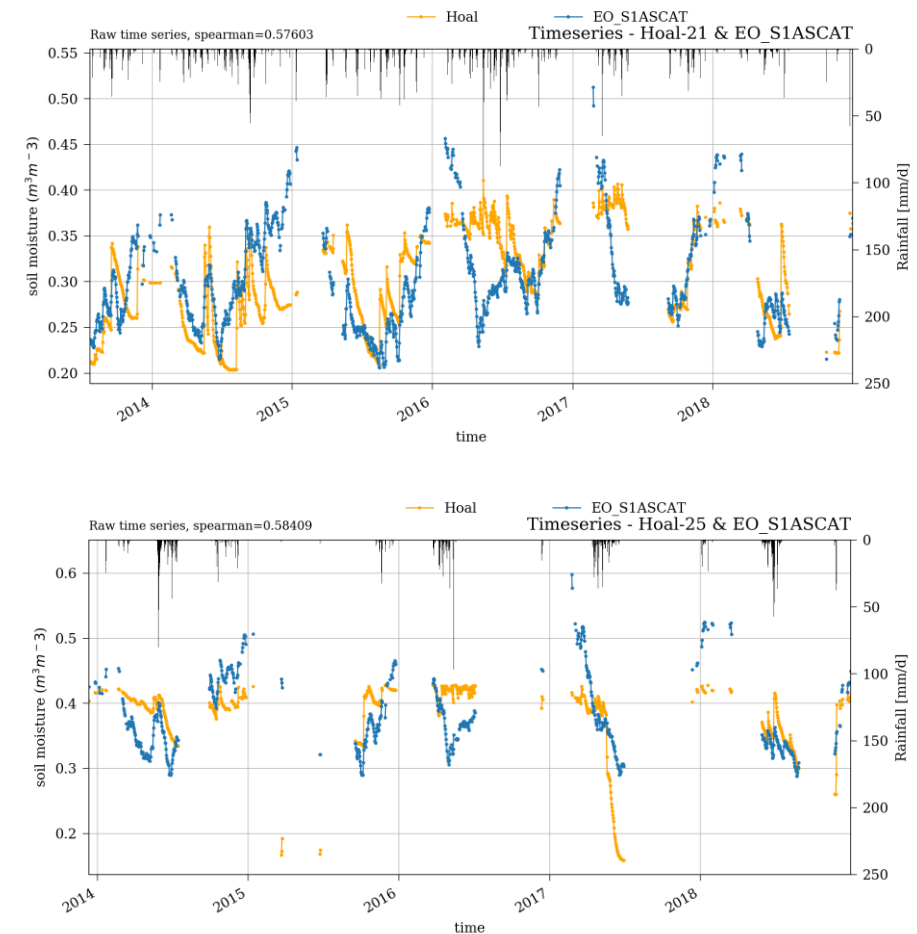 Hoal EO_S1ASCAT
Raw time series, spearman=0.57603 Timeseries - Hoal-21 & EO_S1ASCAT
0.55
0.50
0.45
0.40
0.35
0.30
0.25
0.20
soil moisture (m³m⁻³)
0
50
100
150
200
250
Rainfall [mm/d]
2014 2015 2016 2017 2018
time
Hoal EO_S1ASCAT
Raw time series, spearman=0.58409 Timeseries - Hoal-25 & EO_S1ASCAT
0.6
0.5
0.4
0.3
0.2
soil moisture (m³m⁻³)
0
50
100
150
200
250
Rainfall [mm/d]
2014 2015 2016 2017 2018
time